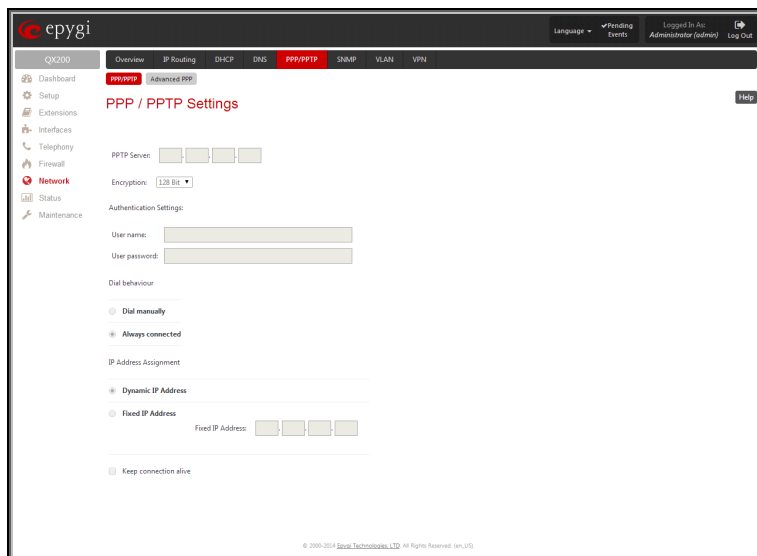 epygi
Language
Pending Events
Logged In As:
Administrator (admin)
Log Out
QX200
Overview IP Routing DHCP DNS PPP/PPTP SNMP VLAN VPN
Dashboard
Setup
Extensions
Interfaces
Telephony
Firewall
Network
Status
Maintenance
PPP/PPTP Advanced PPP
Help
PPP / PPTP Settings
PPTP Server:
Encryption: 128 Bit
Authentication Settings:
User name:
User password:
Dial behaviour
Dial manually
Always connected
IP Address Assignment
Dynamic IP Address
Fixed IP Address
Fixed IP Address:
Keep connection alive
© 2000-2014 Epygi Technologies, LTD. All Rights Reserved. (en_US)